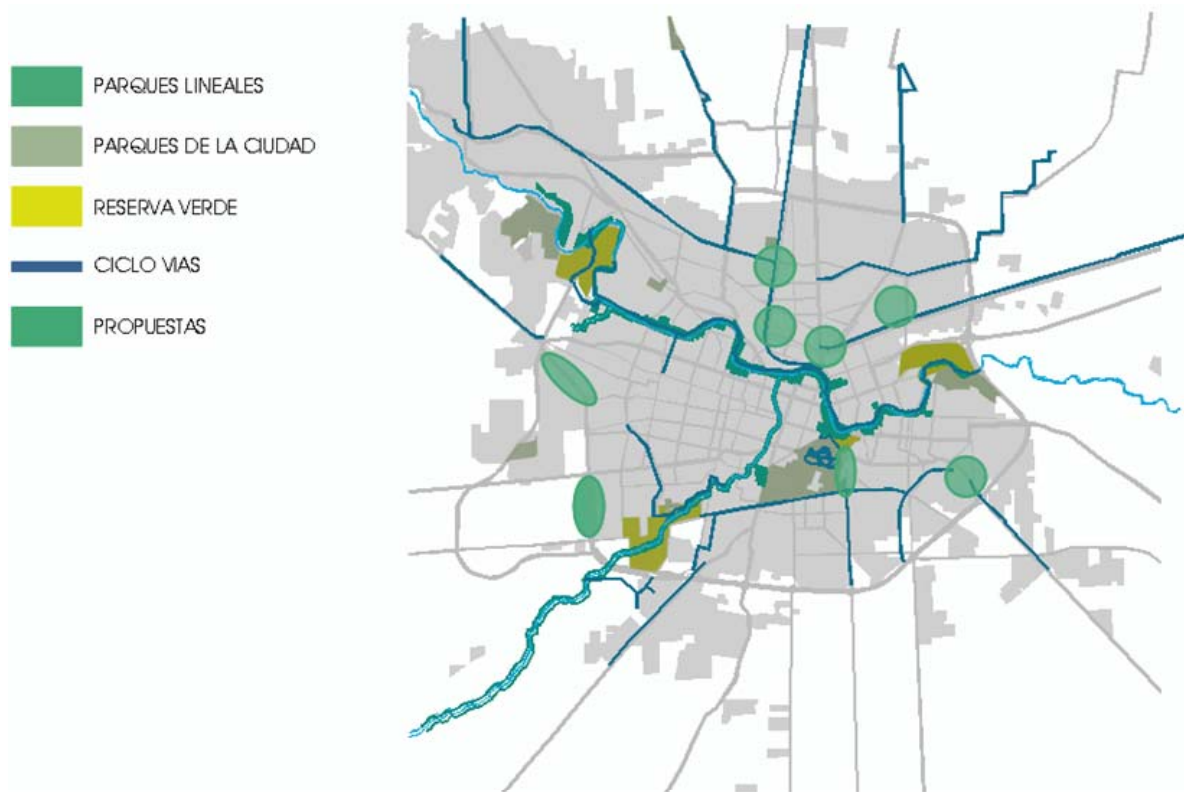 PARQUES LINEALES
PARQUES DE LA CIUDAD
RESERVA VERDE
CICLO VIAS
PROPUESTAS